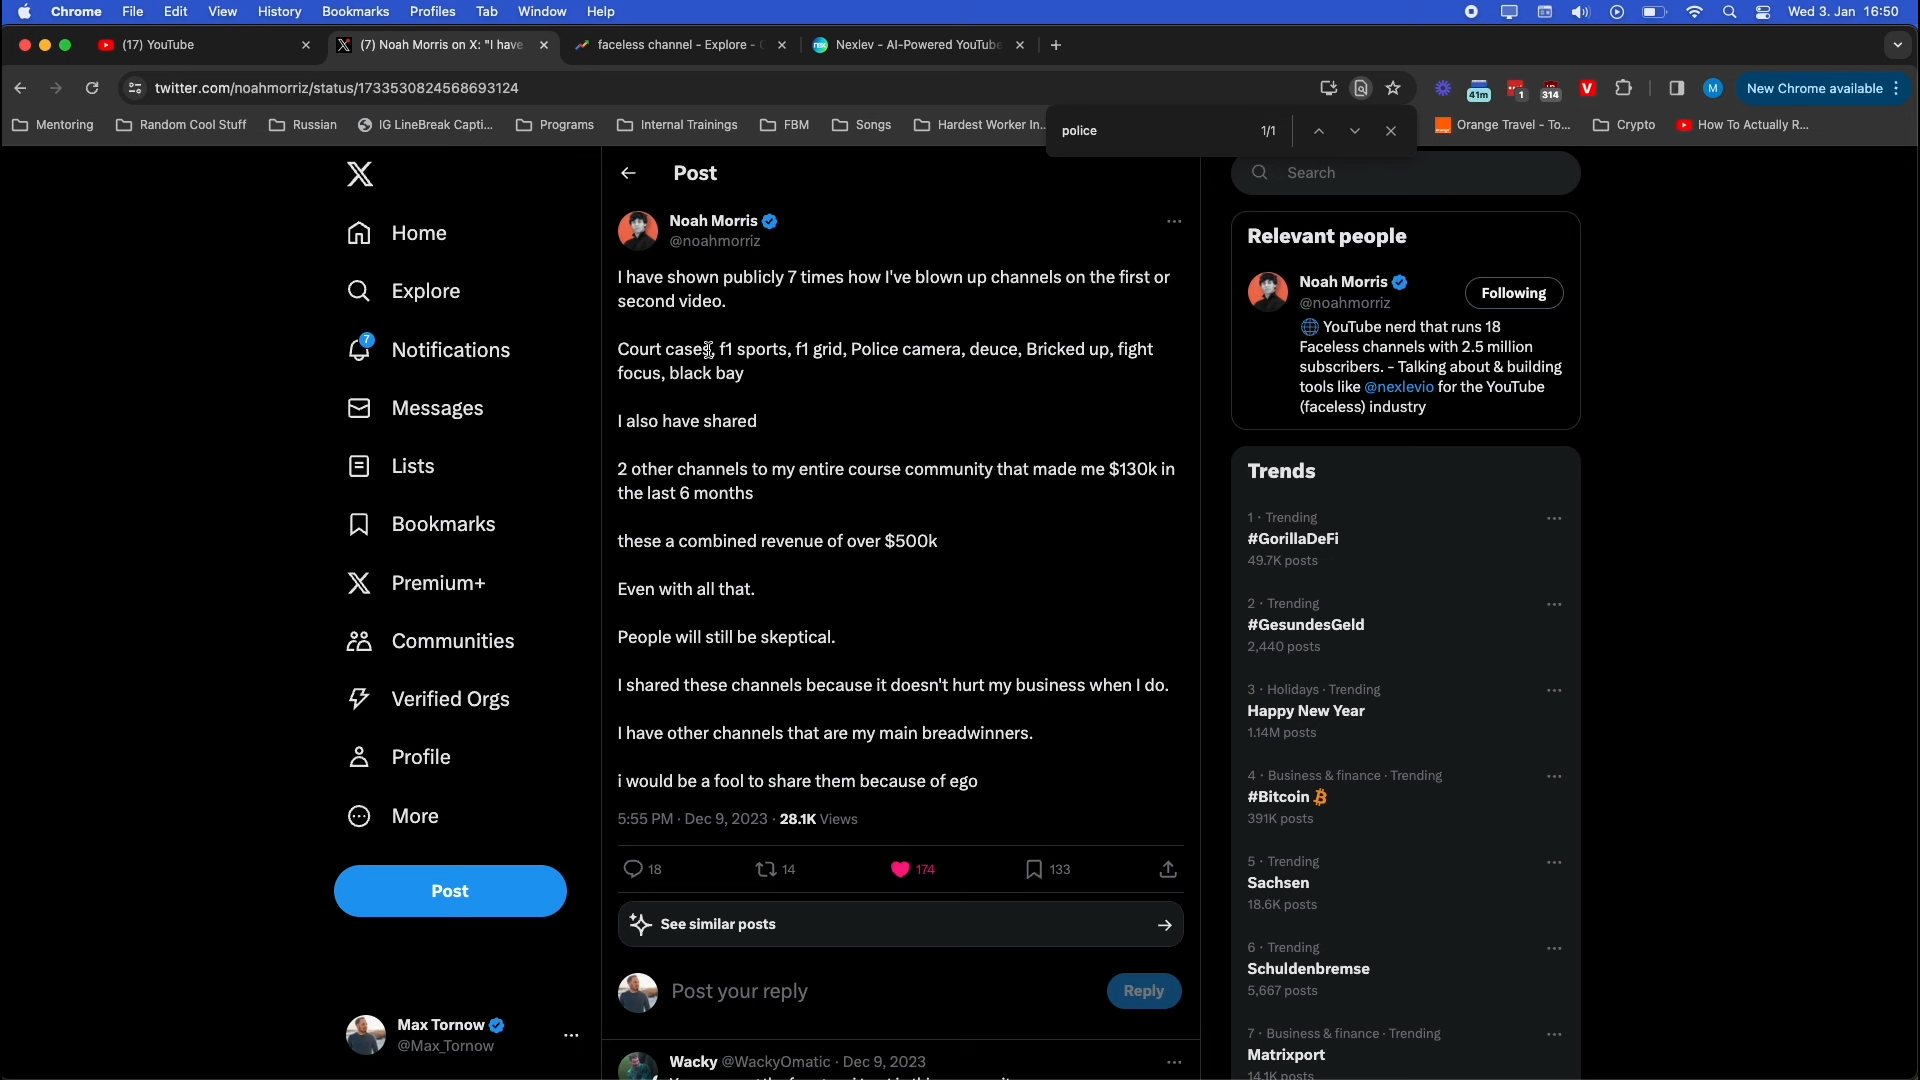 Chrome File Edit View History Bookmarks Profiles Tab Window Help Wed 3. Jan 16:50
(17) YouTube
(7) Noah Morris on X: "I have
faceless channel - Explore -
Nexlev - AI-Powered YouTube
twitter.com/noahmorriz/status/1733530824568693124
41m 1 314 M New Chrome available
Mentoring Random Cool Stuff Russian IG LineBreak Capti... Programs Internal Trainings FBM Songs Hardest Worker In... Orange Travel - To... Crypto How To Actually R...
police 1/1
Home
Explore
7
Notifications
Messages
Lists
Bookmarks
Premium+
Communities
Verified Orgs
Profile
More
Post
Max Tornow
@Max_Tornow
Post
Noah Morris
@noahmorriz
I have shown publicly 7 times how I've blown up channels on the first or
second video.
Court cases, f1 sports, f1 grid, Police camera, deuce, Bricked up, fight
focus, black bay
I also have shared
2 other channels to my entire course community that made me $130k in
the last 6 months
these a combined revenue of over $500k
Even with all that.
People will still be skeptical.
I shared these channels because it doesn't hurt my business when I do.
I have other channels that are my main breadwinners.
i would be a fool to share them because of ego
5:55 PM · Dec 9, 2023 · 28.1K Views
18 14 174 133
See similar posts
Post your reply
Reply
Wacky @WackyOmatic · Dec 9, 2023
Search
Relevant people
Noah Morris
@noahmorriz
Following
YouTube nerd that runs 18
Faceless channels with 2.5 million
subscribers. - Talking about & building
tools like @nexlevio for the YouTube
(faceless) industry
Trends
1 · Trending
#GorillaDeFi
49.7K posts
2 · Trending
#GesundesGeld
2,440 posts
3 · Holidays · Trending
Happy New Year
1.14M posts
4 · Business & finance · Trending
#Bitcoin
391K posts
5 · Trending
Sachsen
18.6K posts
6 · Trending
Schuldenbremse
5,667 posts
7 · Business & finance · Trending
Matrixport
14.1K posts